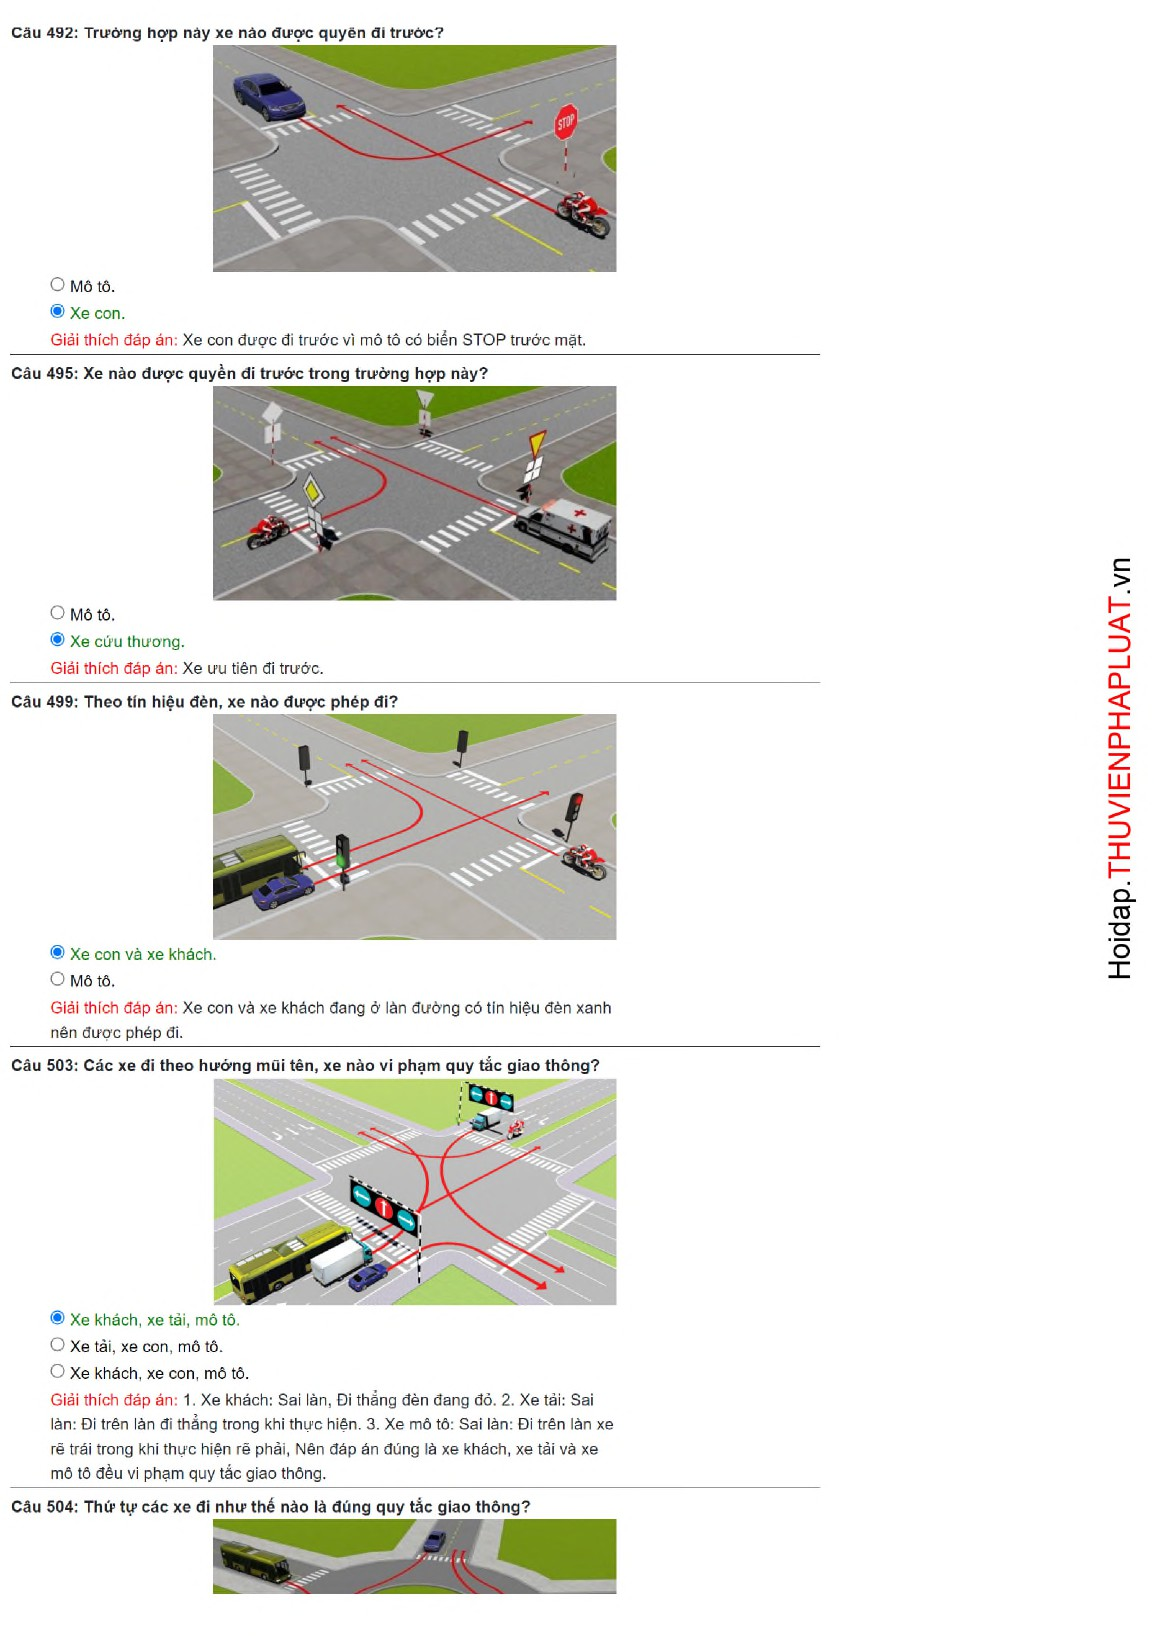 Câu 492: Trường hợp này xe nào được quyền đi trước?
STOP
Mô tô.
Xe con.
Giải thích đáp án: Xe con được đi trước vì mô tô có biển STOP trước mặt.
Câu 495: Xe nào được quyền đi trước trong trường hợp này?
Mô tô.
Xe cứu thương.
Giải thích đáp án: Xe ưu tiên đi trước.
Câu 499: Theo tín hiệu đèn, xe nào được phép đi?
Xe con và xe khách.
Mô tô.
Giải thích đáp án: Xe con và xe khách đang ở làn đường có tín hiệu đèn xanh
nên được phép đi.
Câu 503: Các xe đi theo hướng mũi tên, xe nào vi phạm quy tắc giao thông?
Xe khách, xe tải, mô tô.
Xe tải, xe con, mô tô.
Xe khách, xe con, mô tô.
Giải thích đáp án: 1. Xe khách: Sai làn, Đi thẳng đèn đang đỏ. 2. Xe tải: Sai
làn: Đi trên làn đi thẳng trong khi thực hiện. 3. Xe mô tô: Sai làn: Đi trên làn xe
rẽ trái trong khi thực hiện rẽ phải, Nên đáp án đúng là xe khách, xe tải và xe
mô tô đều vi phạm quy tắc giao thông.
Câu 504: Thứ tự các xe đi như thế nào là đúng quy tắc giao thông?
Hoidap.THUVIENPHAPLUAT.vn